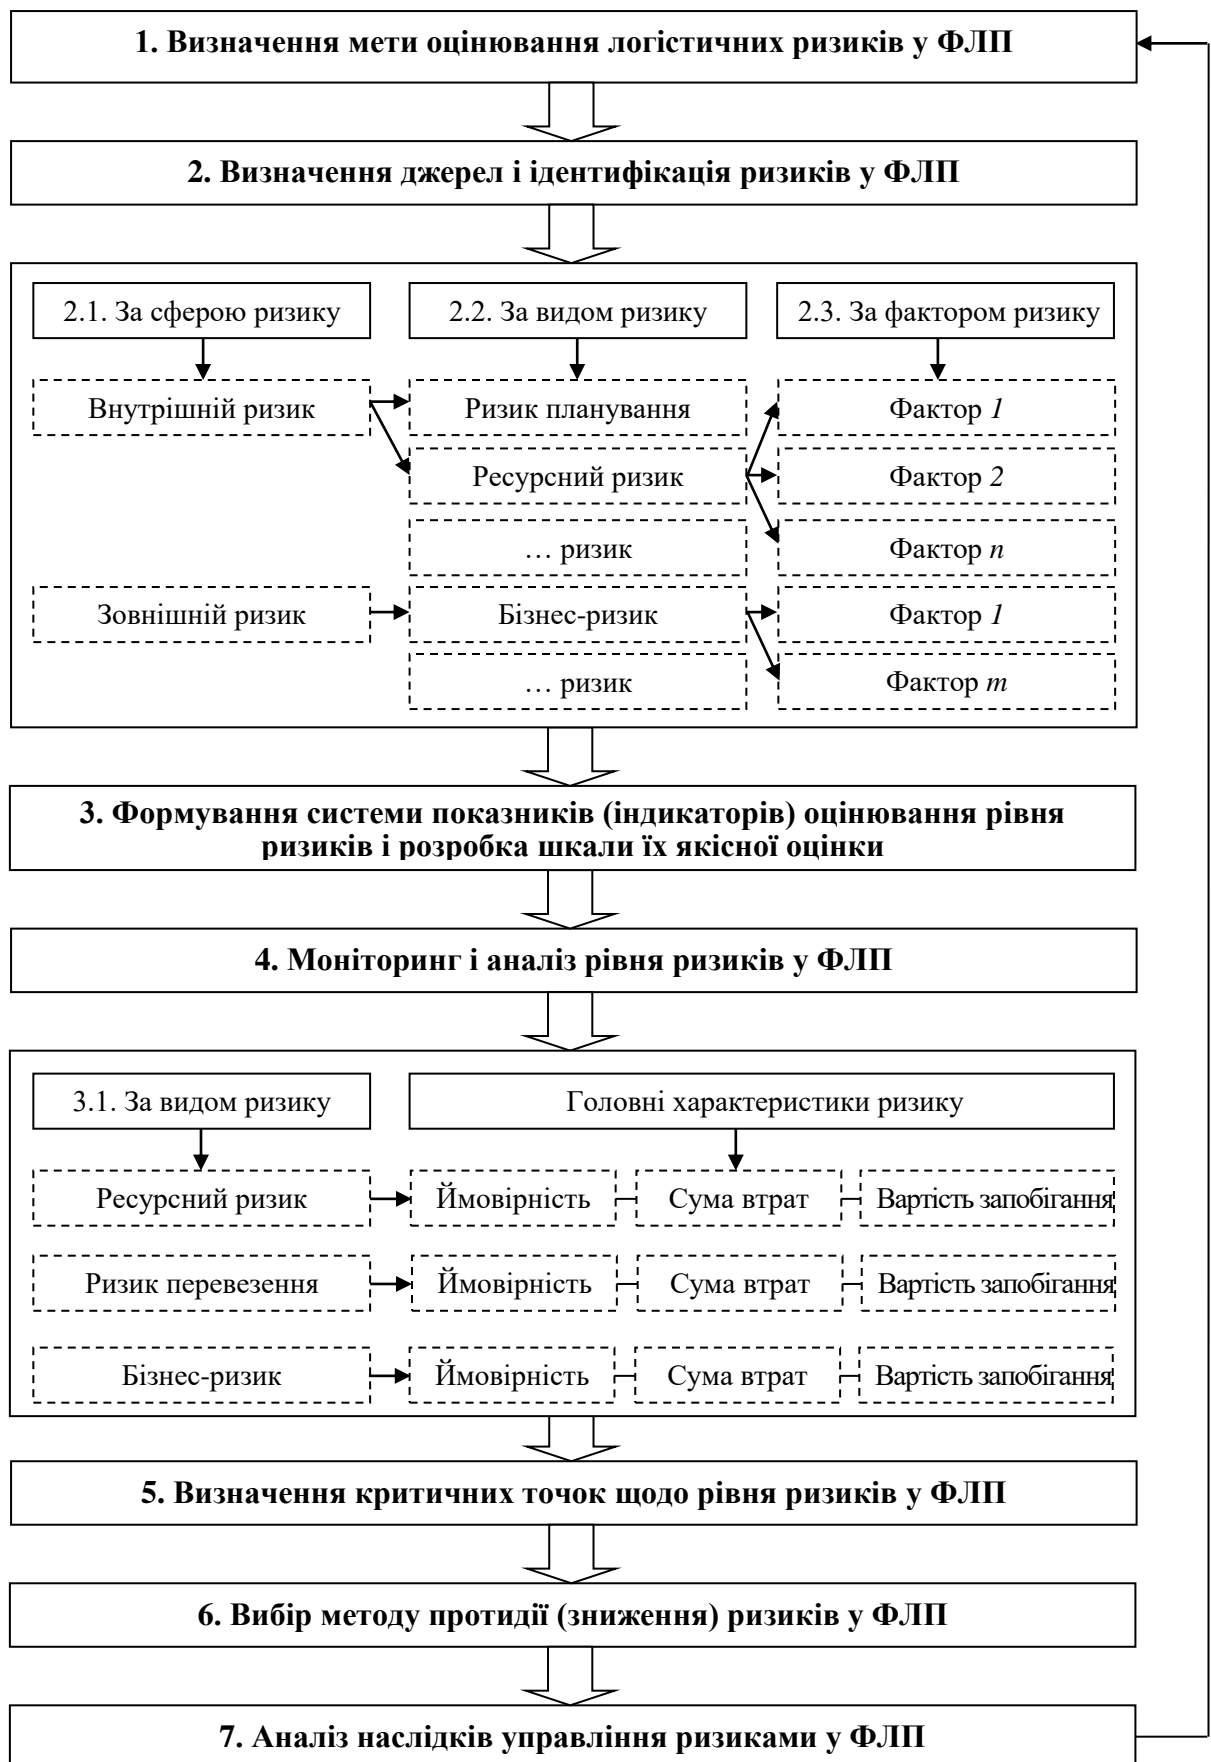 1. Визначення мети оцінювання логістичних ризиків у ФЛП
2. Визначення джерел і ідентифікація ризиків у ФЛП
2.1. За сферою ризику
2.2. За видом ризику
2.3. За фактором ризику
Внутрішній ризик
Ризик планування
Фактор 1
Ресурсний ризик
Фактор 2
... ризик
Фактор n
Зовнішній ризик
Бізнес-ризик
Фактор 1
... ризик
Фактор m
3. Формування системи показників (індикаторів) оцінювання рівня
ризиків і розробка шкали їх якісної оцінки
4. Моніторинг і аналіз рівня ризиків у ФЛП
3.1. За видом ризику
Головні характеристики ризику
Ресурсний ризик
Ймовірність
Сума втрат
Вартість запобігання
Ризик перевезення
Ймовірність
Сума втрат
Вартість запобігання
Бізнес-ризик
Ймовірність
Сума втрат
Вартість запобігання
5. Визначення критичних точок щодо рівня ризиків у ФЛП
6. Вибір методу протидії (зниження) ризиків у ФЛП
7. Аналіз наслідків управління ризиками у ФЛП